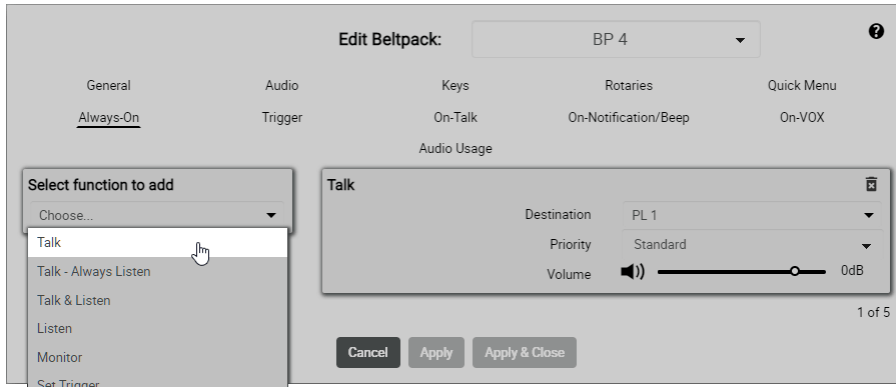 Edit Beltpack: BP 4
General Audio Keys Rotaries Quick Menu
Always-On Trigger On-Talk On-Notification/Beep On-VOX
Audio Usage
Select function to add
Choose...
Talk
Talk - Always Listen
Talk & Listen
Listen
Monitor
Set Trigger
Talk
Destination PL 1
Priority Standard
Volume 0dB
1 of 5
Cancel Apply Apply & Close